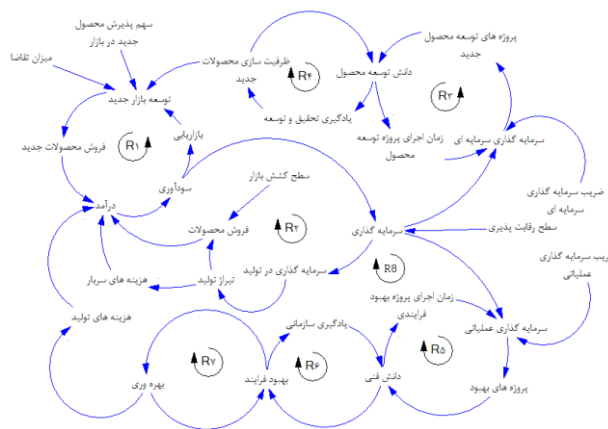 سهم پذیرش محصول
جدید در بازار
میزان تقاضا
توسعه بازار جدید
ظرفیت سازی محصولات
جدید
R۴
دانش توسعه محصول
پروژه های توسعه محصول
جدید
R۳
یادگیری تحقیق و توسعه
زمان اجرای پروژه توسعه
محصول
سرمایه گذاری سرمایه ای
بازاریابی
R۱
فروش محصولات جدید
سودآوری
سطح کشش بازار
ضریب سرمایه گذاری
سرمایه ای
درآمد
فروش محصولات
R۲
سرمایه گذاری
سطح رقابت پذیری
هزینه های سربار
تیراژ تولید
سرمایه گذاری در تولید
R8
ریب سرمایه گذاری
عملیاتی
هزینه های تولید
زمان اجرای پروژه بهبود
فرایندی
سرمایه گذاری عملیاتی
یادگیری سازمانی
R۷
R۶
R۵
بهره وری
بهبود فرایند
دانش فنی
پروژه های بهبود